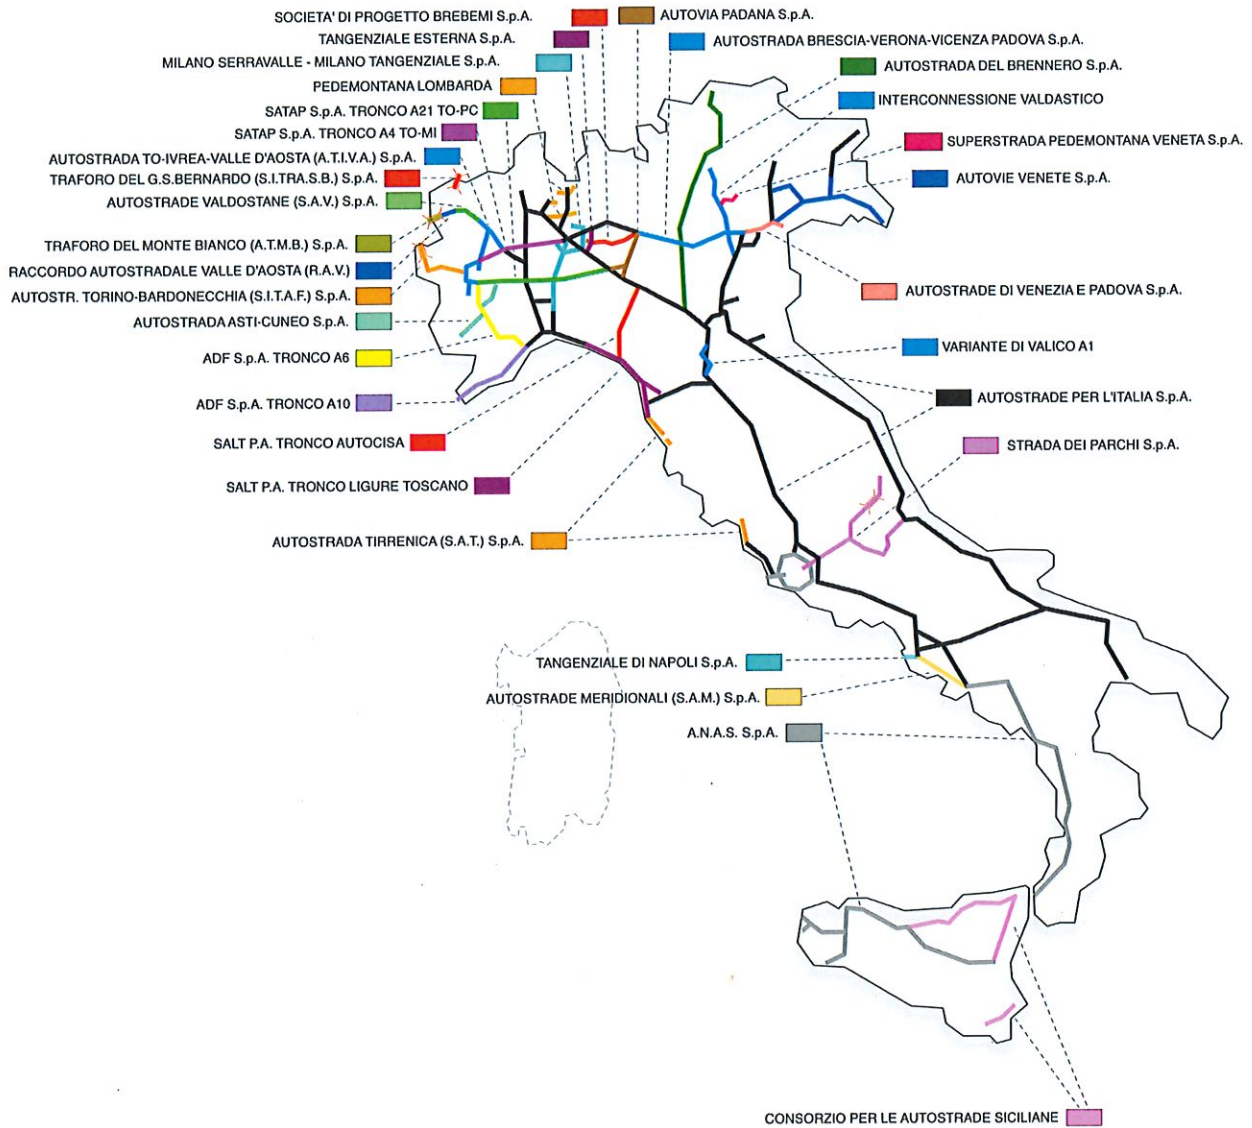 SOCIETA' DI PROGETTO BREBEMI S.p.A.
AUTOVIA PADANA S.p.A.
TANGENZIALE ESTERNA S.p.A.
AUTOSTRADA BRESCIA-VERONA-VICENZA PADOVA S.p.A.
MILANO SERRAVALLE - MILANO TANGENZIALE S.p.A.
AUTOSTRADA DEL BRENNERO S.p.A.
PEDEMONTANA LOMBARDA
INTERCONNESSIONE VALDASTICO
SATAP S.p.A. TRONCO A21 TO-PC
SATAP S.p.A. TRONCO A4 TO-MI
SUPERSTRADA PEDEMONTANA VENETA S.p.A.
AUTOSTRADA TO-IVREA-VALLE D'AOSTA (A.T.I.V.A.) S.p.A.
TRAFORO DEL G.S.BERNARDO (S.I.TRA.S.B.) S.p.A.
AUTOVIE VENETE S.p.A.
AUTOSTRADE VALDOSTANE (S.A.V.) S.p.A.
TRAFORO DEL MONTE BIANCO (A.T.M.B.) S.p.A.
RACCORDO AUTOSTRADALE VALLE D'AOSTA (R.A.V.)
AUTOSTR. TORINO-BARDONECCHIA (S.I.T.A.F.) S.p.A.
AUTOSTRADE DI VENEZIA E PADOVA S.p.A.
AUTOSTRADA ASTI-CUNEO S.p.A.
VARIANTE DI VALICO A1
ADF S.p.A. TRONCO A6
AUTOSTRADE PER L'ITALIA S.p.A.
ADF S.p.A. TRONCO A10
SALT P.A. TRONCO AUTOCISA
STRADA DEI PARCHI S.p.A.
SALT P.A. TRONCO LIGURE TOSCANO
AUTOSTRADA TIRRENICA (S.A.T.) S.p.A.
TANGENZIALE DI NAPOLI S.p.A.
AUTOSTRADE MERIDIONALI (S.A.M.) S.p.A.
A.N.A.S. S.p.A.
CONSORZIO PER LE AUTOSTRADE SICILIANE